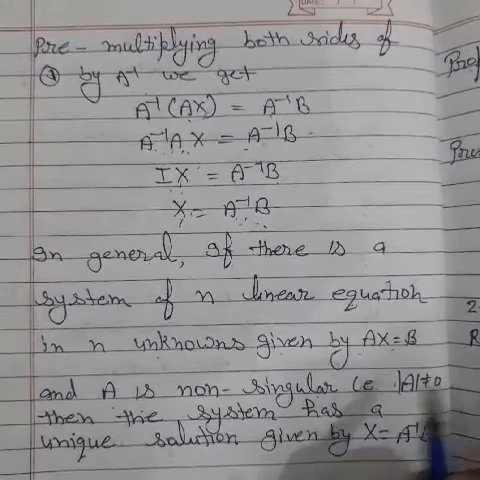 DATE
Pre-multiplying both sides of
① by A⁻¹ we get
A⁻¹(AX) = A⁻¹B
A⁻¹A X = A⁻¹B
IX = A⁻¹B
X = A⁻¹B
In general, If there is a
system of n linear equation
in n unknowns given by AX=B
and A is non-singular i.e. |A|≠0
then the system has a
unique solution given by X = A⁻¹
2
R